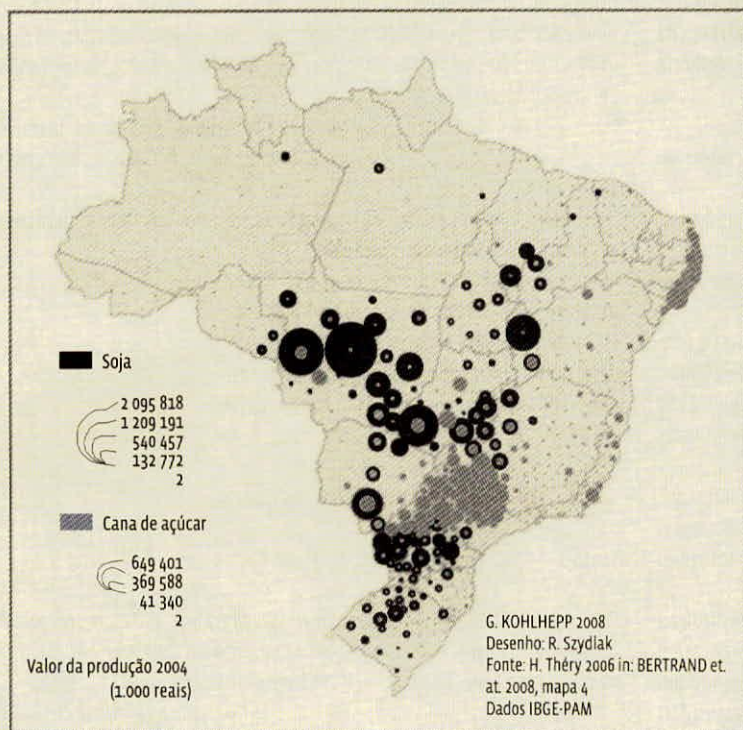 Soja
2 095 818
1 209 191
540 457
132 772
2
Cana de açúcar
649 401
369 588
41 340
2
Valor da produção 2004
(1.000 reais)
G. KOHLHEPP 2008
Desenho: R. Szydlak
Fonte: H. Théry 2006 in: BERTRAND et.
at. 2008, mapa 4
Dados IBGE-PAM